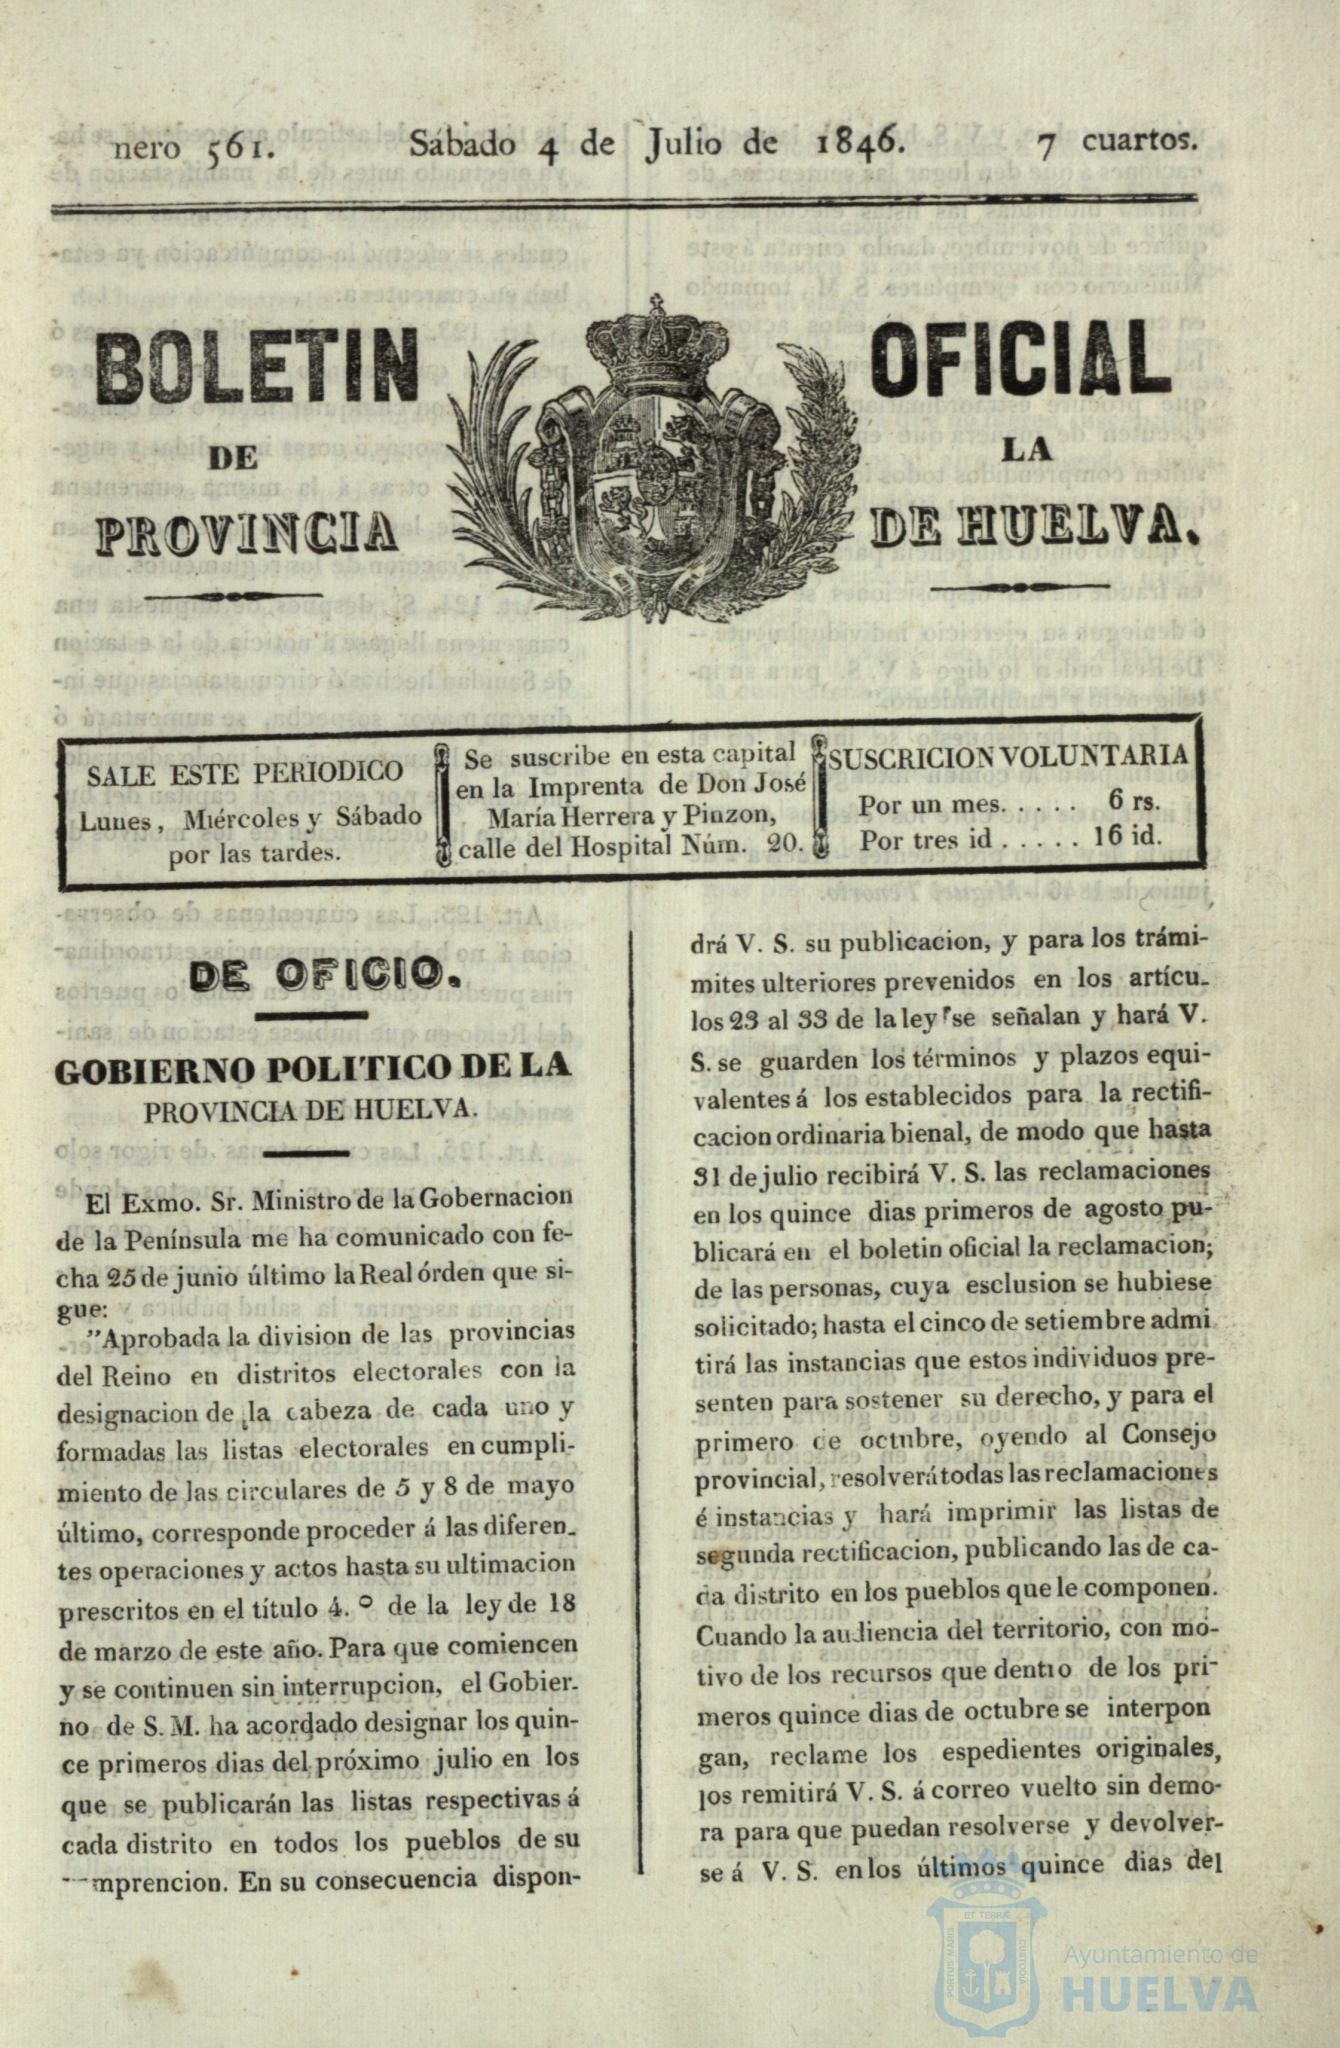 nero 561. Sábado 4 de Julio de 1846. 7 cuartos.
BOLETIN OFICIAL
DE LA
PROVINCIA DE HUELVA.
SALE ESTE PERIODICO
Lunes, Miércoles y Sábado
por las tardes.
Se suscribe en esta capital
en la Imprenta de Don José
María Herrera y Pinzon,
calle del Hospital Núm. 20.
SUSCRICION VOLUNTARIA
Por un mes. . . . . 6 rs.
Por tres id . . . . . 16 id.
DE OFICIO.
GOBIERNO POLITICO DE LA
PROVINCIA DE HUELVA.
El Exmo. Sr. Ministro de la Gobernacion
de la Península me ha comunicado con fe-
cha 25 de junio último la Real órden que si-
gue:
"Aprobada la division de las provincias
del Reino en distritos electorales con la
designacion de la cabeza de cada uno y
formadas las listas electorales en cumpli-
miento de las circulares de 5 y 8 de mayo
último, corresponde proceder á las diferen-
tes operaciones y actos hasta su ultimacion
prescritos en el título 4.º de la ley de 18
de marzo de este año. Para que comiencen
y se continuen sin interrupcion, el Gobier-
no de S. M. ha acordado designar los quin-
ce primeros dias del próximo julio en los
que se publicarán las listas respectivas á
cada distrito en todos los pueblos de su
mprencion. En su consecuencia dispon-
drá V. S. su publicacion, y para los trámi-
mites ulteriores prevenidos en los artícu-
los 23 al 33 de la ley se señalan y hará V.
S. se guarden los términos y plazos equi-
valentes á los establecidos para la rectifi-
cacion ordinaria bienal, de modo que hasta
31 de julio recibirá V. S. las reclamaciones
en los quince dias primeros de agosto pu-
blicará en el boletin oficial la reclamacion;
de las personas, cuya esclusion se hubiese
solicitado; hasta el cinco de setiembre admi
tirá las instancias que estos individuos pre-
senten para sostener su derecho, y para el
primero de octubre, oyendo al Consejo
provincial, resolverá todas las reclamaciones
é instancias y hará imprimir las listas de
segunda rectificacion, publicando las de ca-
da distrito en los pueblos que le componen.
Cuando la audiencia del territorio, con mo-
tivo de los recursos que dentro de los pri-
meros quince dias de octubre se interpon
gan, reclame los espedientes originales,
los remitirá V. S. á correo vuelto sin demo-
ra para que puedan resolverse y devolver-
se á V. S. en los últimos quince dias del
PORTUS MARIS
ET TERRÆ
CUSTODIA
Ayuntamiento de
HUELVA